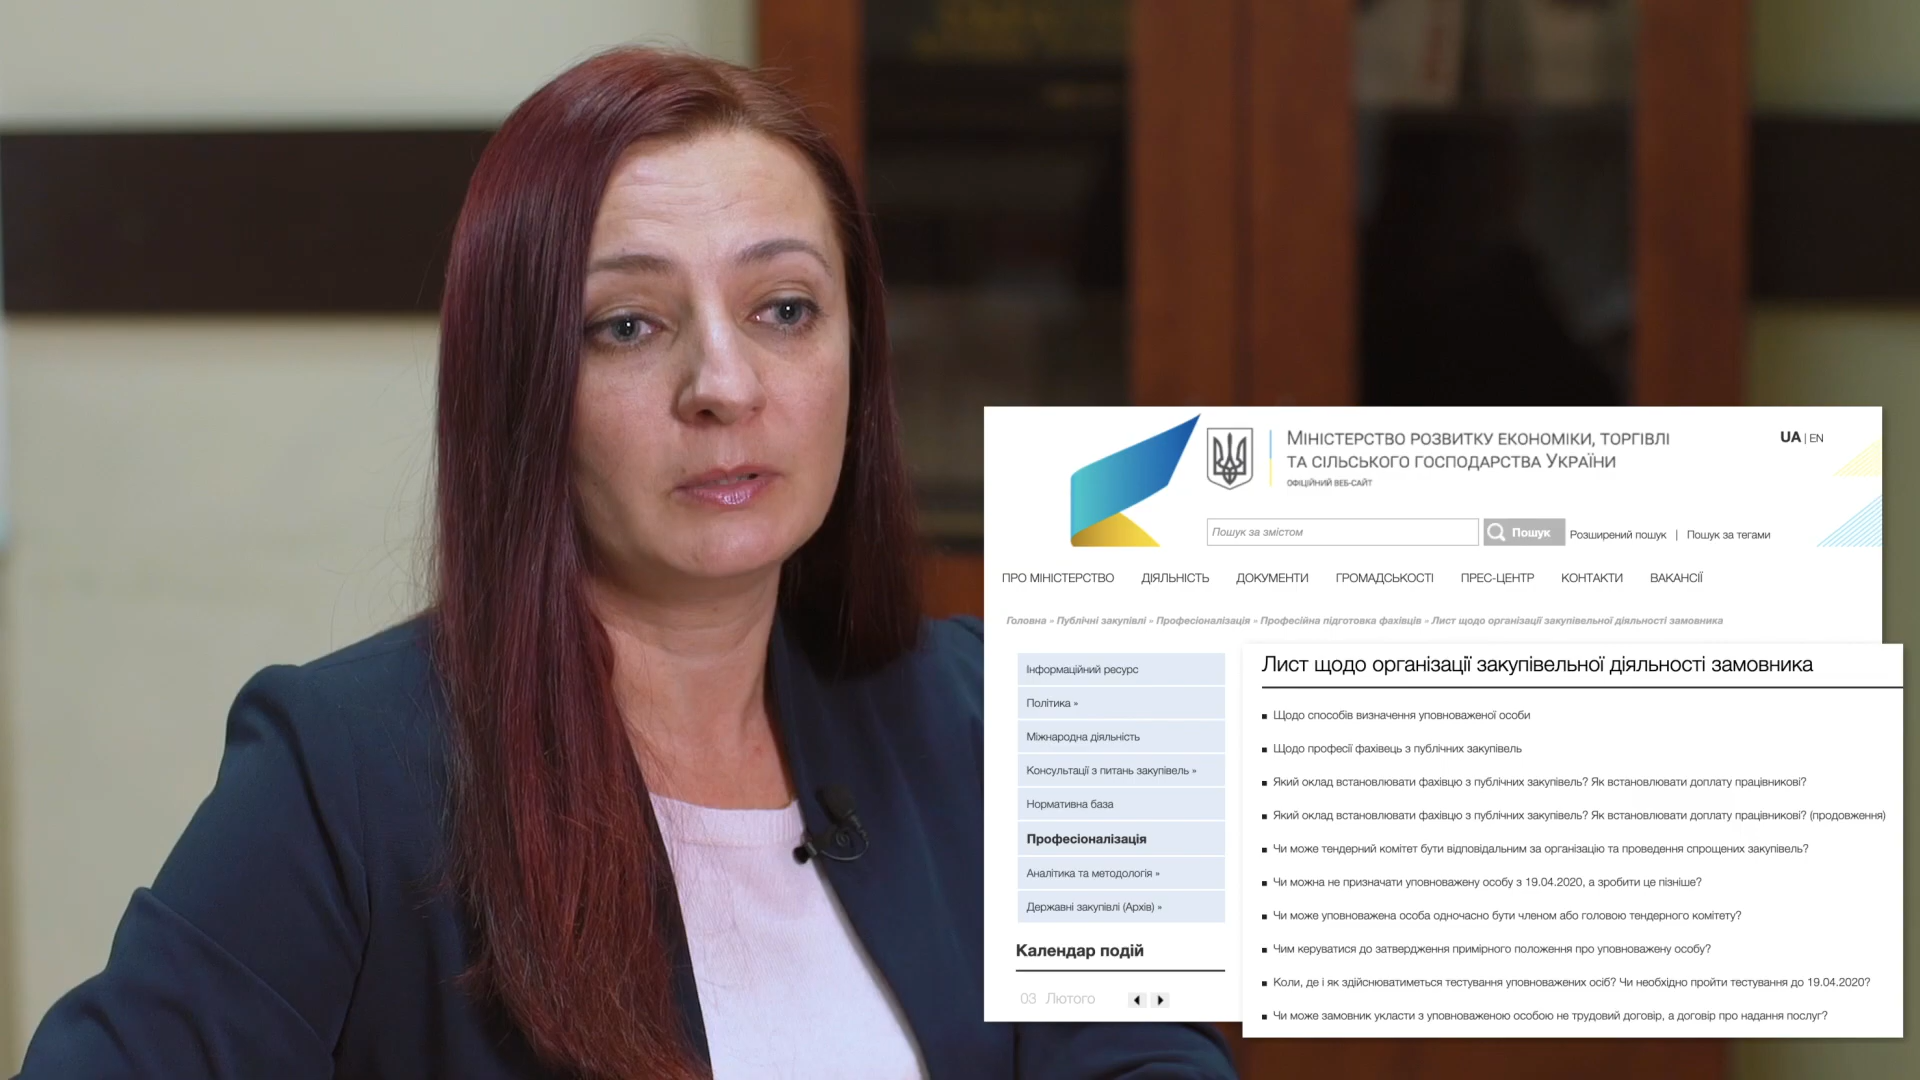 МІНІСТЕРСТВО РОЗВИТКУ ЕКОНОМІКИ, ТОРГІВЛІ
ТА СІЛЬСЬКОГО ГОСПОДАРСТВА УКРАЇНИ
ОФІЦІЙНИЙ ВЕБ-САЙТ
UA | EN
Пошук за змістом
Пошук
Розширений пошук | Пошук за тегами
ПРО МІНІСТЕРСТВО ДІЯЛЬНІСТЬ ДОКУМЕНТИ ГРОМАДСЬКОСТІ ПРЕС-ЦЕНТР КОНТАКТИ ВАКАНСІЇ
Головна » Публічні закупівлі » Професіоналізація » Професійна підготовка фахівців » Лист щодо організації закупівельної діяльності замовника
Інформаційний ресурс
Політика »
Міжнародна діяльність
Консультації з питань закупівель »
Нормативна база
Професіоналізація
Аналітика та методологія »
Державні закупівлі (Архів) »
Календар подій
03 Лютого
Лист щодо організації закупівельної діяльності замовника
Щодо способів визначення уповноваженої особи
Щодо професії фахівець з публічних закупівель
Який оклад встановлювати фахівцю з публічних закупівель? Як встановлювати доплату працівникові?
Який оклад встановлювати фахівцю з публічних закупівель? Як встановлювати доплату працівникові? (продовження)
Чи може тендерний комітет бути відповідальним за організацію та проведення спрощених закупівель?
Чи можна не призначати уповноважену особу з 19.04.2020, а зробити це пізніше?
Чи може уповноважена особа одночасно бути членом або головою тендерного комітету?
Чим керуватися до затвердження примірного положення про уповноважену особу?
Коли, де і як здійснюватиметься тестування уповноважених осіб? Чи необхідно пройти тестування до 19.04.2020?
Чи може замовник укласти з уповноваженою особою не трудовий договір, а договір про надання послуг?